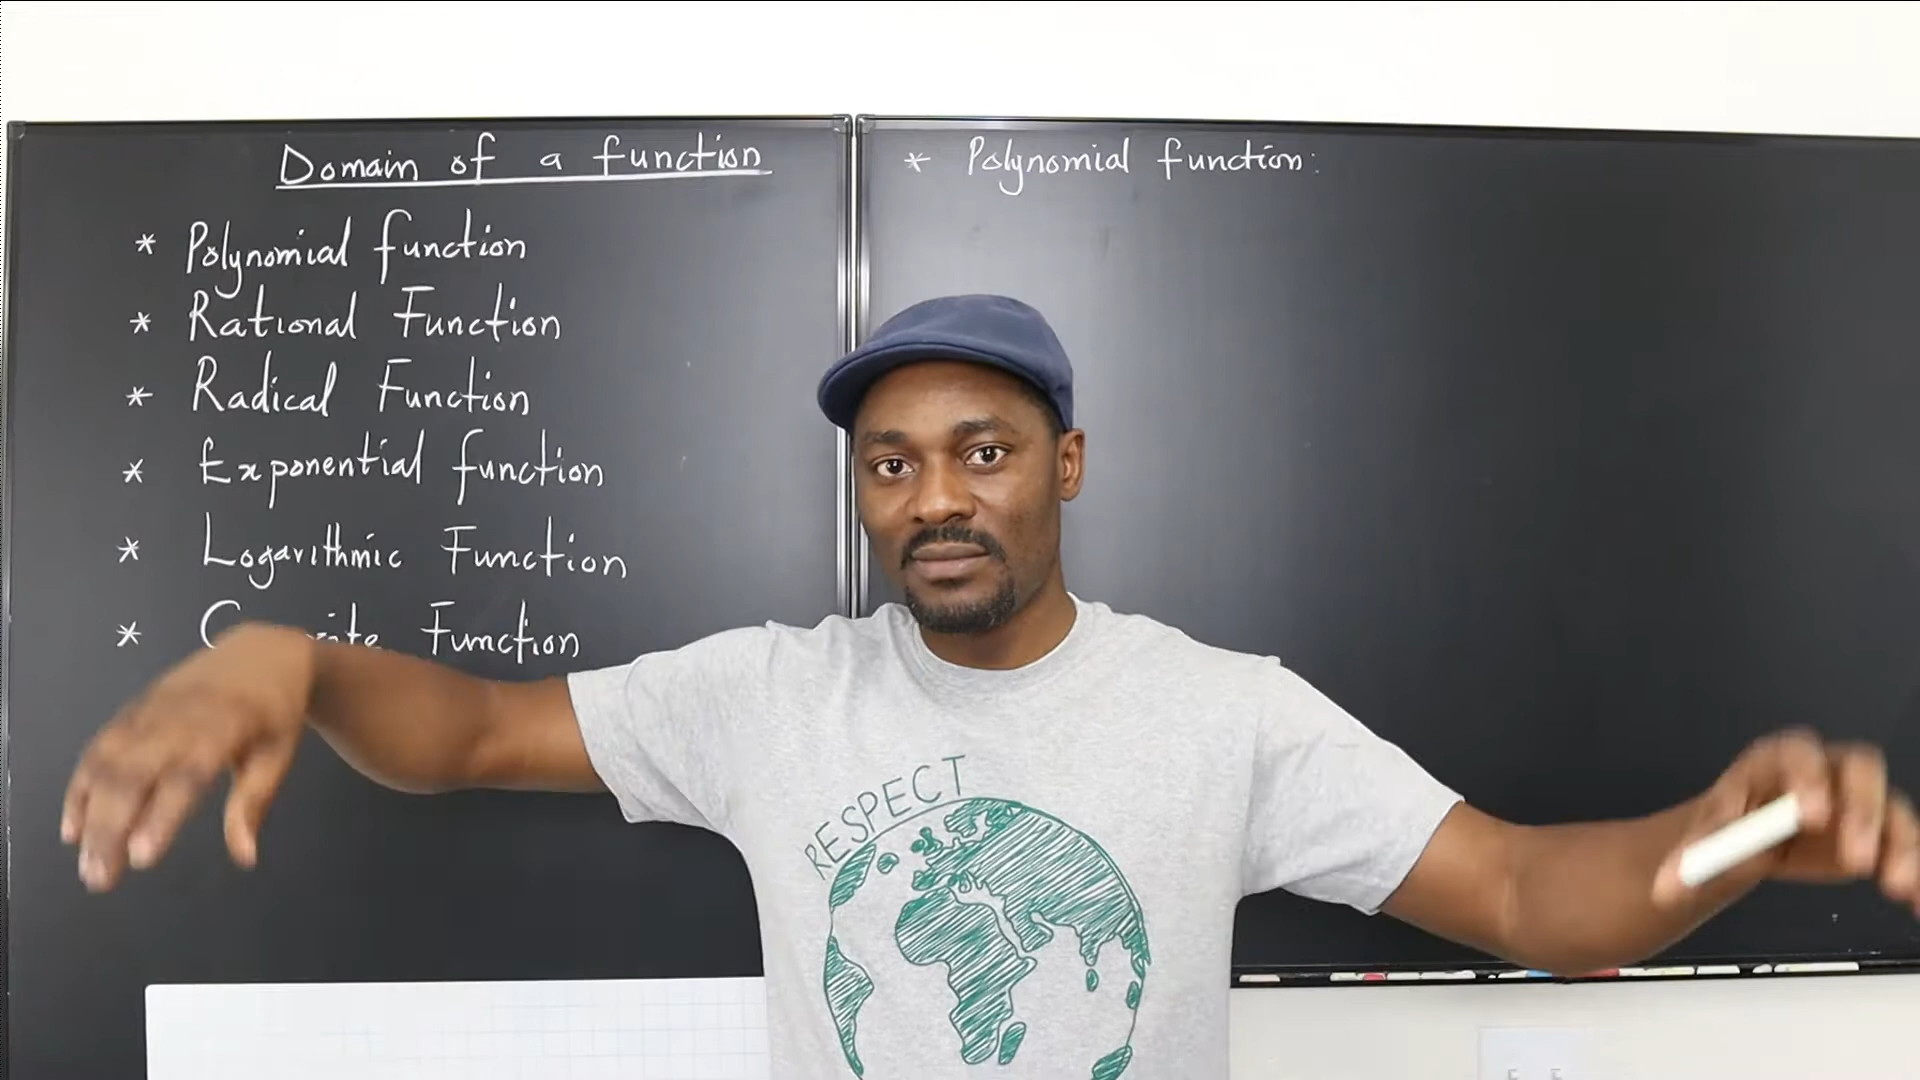 Domain of a function
* Polynomial function
* Rational Function
* Radical Function
* Exponential function
* Logarithmic Function
* Function
* Polynomial function:
RESPECT